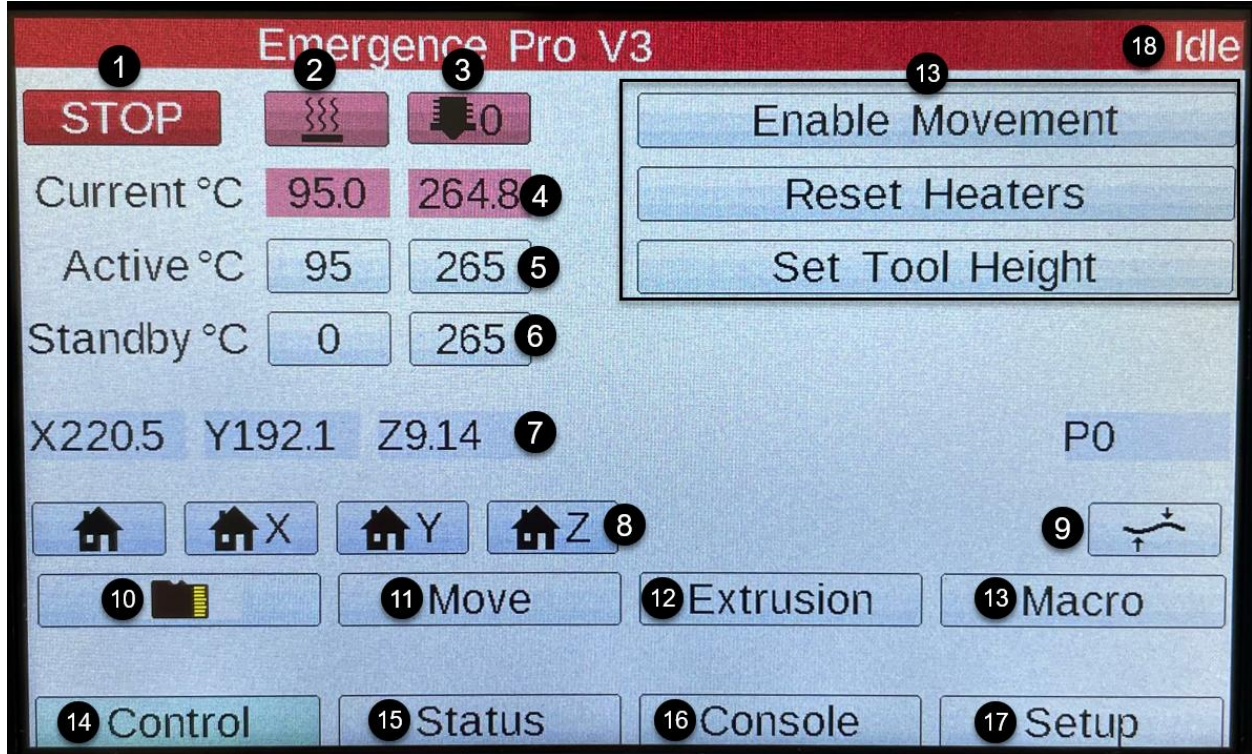 Emergence Pro V3 18 Idle
1 2 3 13
STOP 0 Enable Movement
Current °C 95.0 264.8 4 Reset Heaters
Active °C 95 265 5 Set Tool Height
Standby °C 0 265 6
X220.5 Y192.1 Z9.14 7 P0
X Y Z 8 9
10 11 Move 12 Extrusion 13 Macro
14 Control 15 Status 16 Console 17 Setup